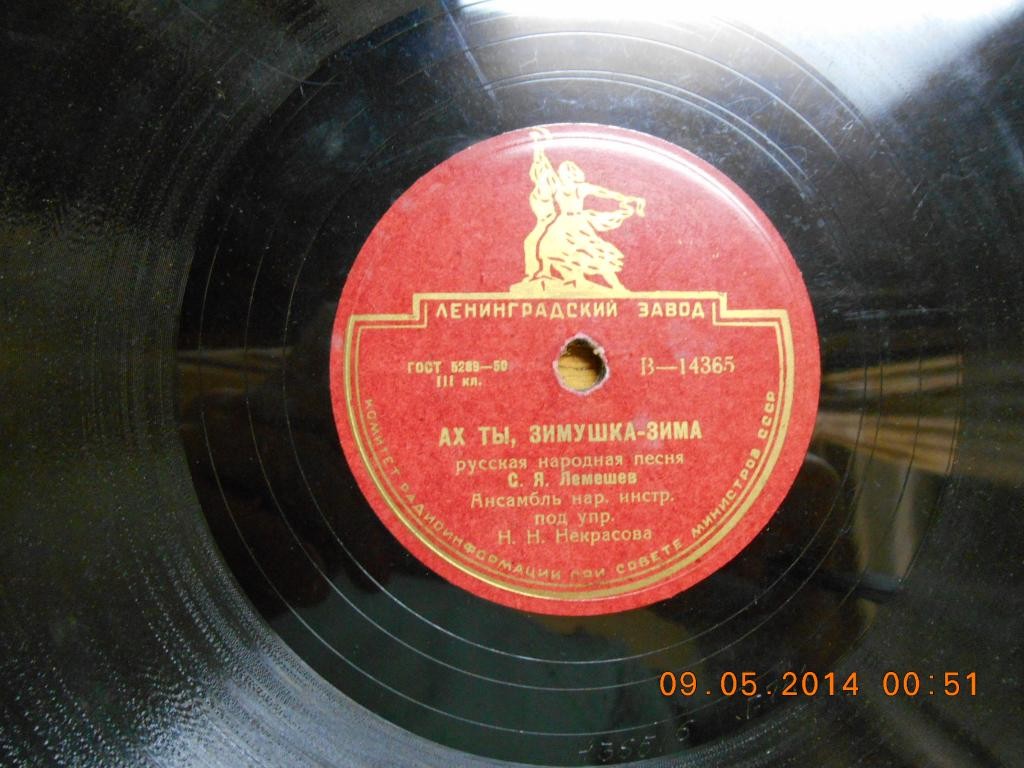 ЛЕНИНГРАДСКИЙ ЗАВОД
ГОСТ 5289—50
III кл.
В—14365
АХ ТЫ, ЗИМУШКА-ЗИМА
русская народная песня
С. Я. Лемешев
Ансамбль нар. инстр.
под упр.
Н. Н. Некрасова
КОМИТЕТ РАДИОИНФОРМАЦИИ ПРИ СОВЕТЕ МИНИСТРОВ СССР
09.05.2014 00:51